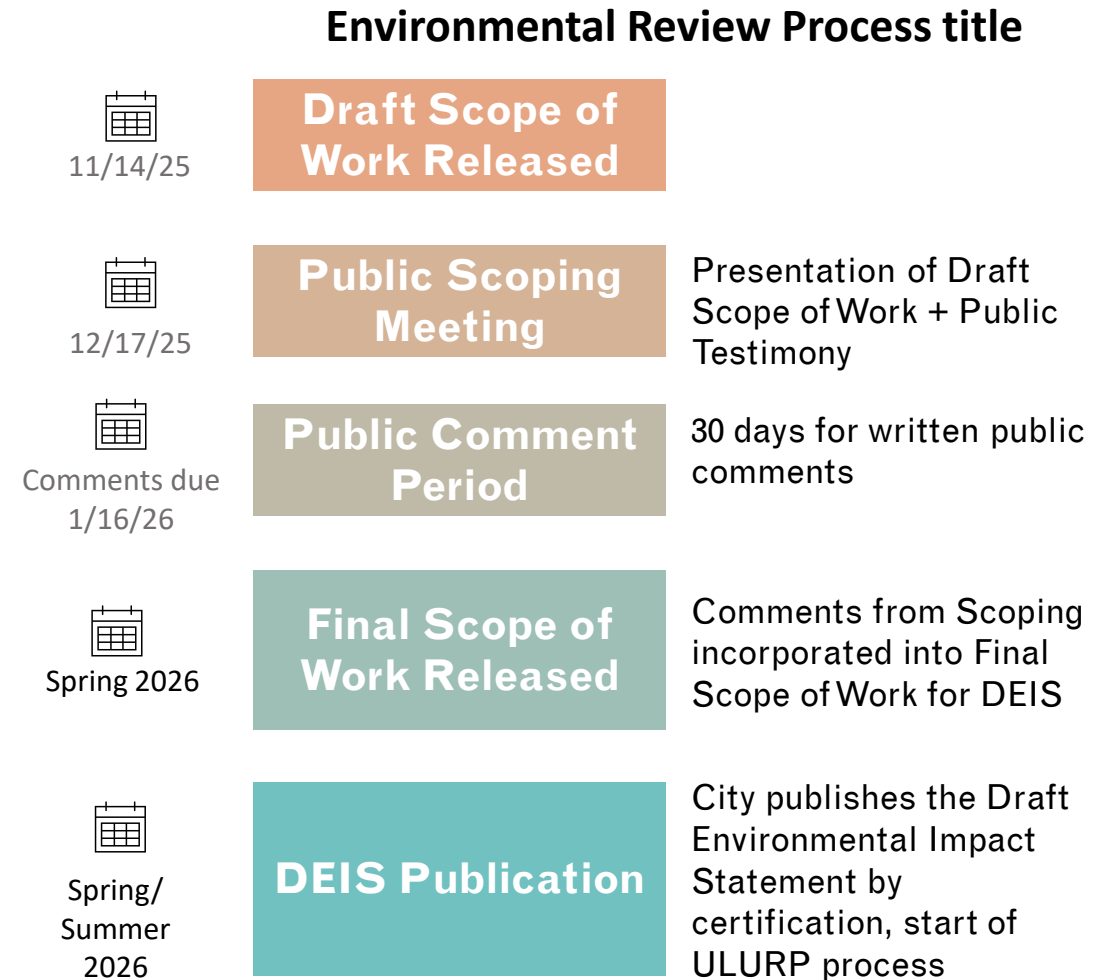 Environmental Review Process title
11/14/25
Draft Scope of
Work Released
12/17/25
Public Scoping
Meeting
Presentation of Draft
Scope of Work + Public
Testimony
Comments due
1/16/26
Public Comment
Period
30 days for written public
comments
Spring 2026
Final Scope of
Work Released
Comments from Scoping
incorporated into Final
Scope of Work for DEIS
Spring/
Summer
2026
DEIS Publication
City publishes the Draft
Environmental Impact
Statement by
certification, start of
ULURP process